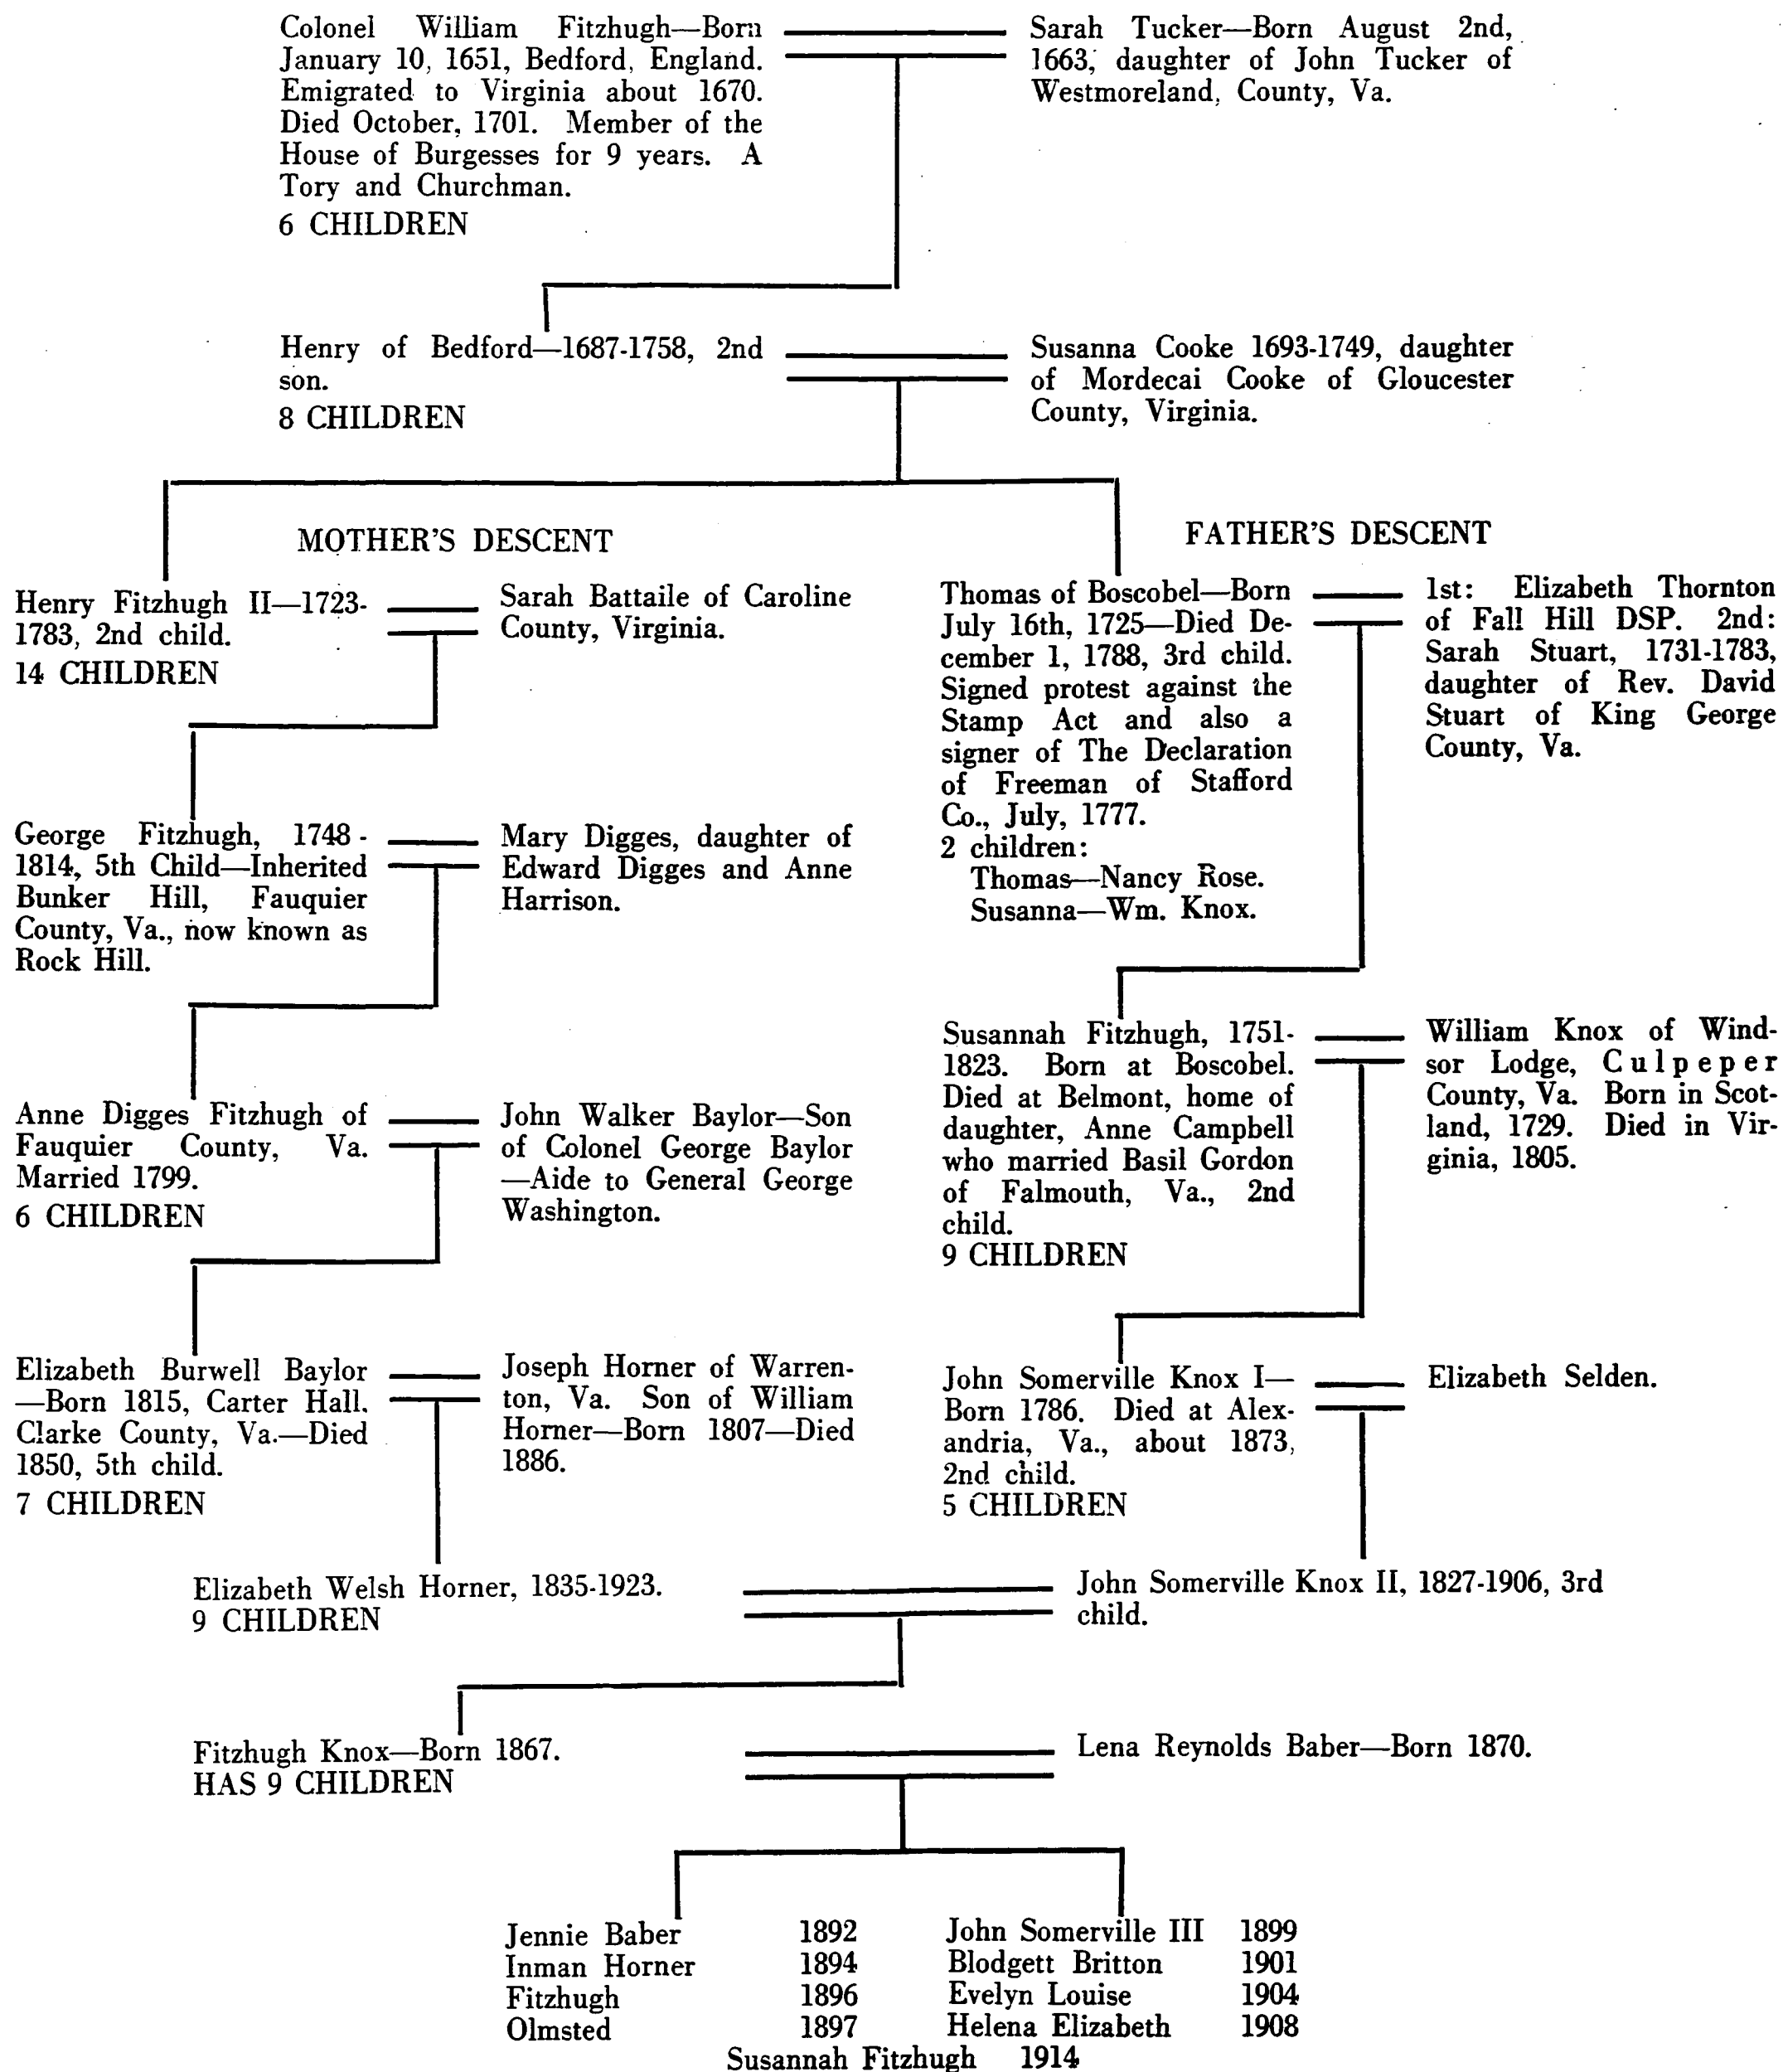 Colonel William Fitzhugh—Born
January 10, 1651, Bedford, England.
Emigrated to Virginia about 1670.
Died October, 1701. Member of the
House of Burgesses for 9 years. A
Tory and Churchman.
6 CHILDREN
Sarah Tucker—Born August 2nd,
1663, daughter of John Tucker of
Westmoreland, County, Va.
Henry of Bedford—1687-1758, 2nd
son.
8 CHILDREN
Susanna Cooke 1693-1749, daughter
of Mordecai Cooke of Gloucester
County, Virginia.
MOTHER'S DESCENT
FATHER'S DESCENT
Henry Fitzhugh II—1723-
1783, 2nd child.
14 CHILDREN
Sarah Battaile of Caroline
County, Virginia.
Thomas of Boscobel—Born
July 16th, 1725—Died De-
cember 1, 1788, 3rd child.
Signed protest against the
Stamp Act and also a
signer of The Declaration
of Freeman of Stafford
Co., July, 1777.
2 children:
Thomas—Nancy Rose.
Susanna—Wm. Knox.
1st: Elizabeth Thornton
of Fall Hill DSP. 2nd:
Sarah Stuart, 1731-1783,
daughter of Rev. David
Stuart of King George
County, Va.
George Fitzhugh, 1748 -
1814, 5th Child—Inherited
Bunker Hill, Fauquier
County, Va., now known as
Rock Hill.
Mary Digges, daughter of
Edward Digges and Anne
Harrison.
Susannah Fitzhugh, 1751-
1823. Born at Boscobel.
Died at Belmont, home of
daughter, Anne Campbell
who married Basil Gordon
of Falmouth, Va., 2nd
child.
9 CHILDREN
William Knox of Wind-
sor Lodge, Culpeper
County, Va. Born in Scot-
land, 1729. Died in Vir-
ginia, 1805.
Anne Digges Fitzhugh of
Fauquier County, Va.
Married 1799.
6 CHILDREN
John Walker Baylor—Son
of Colonel George Baylor
—Aide to General George
Washington.
Elizabeth Burwell Baylor
—Born 1815, Carter Hall,
Clarke County, Va.—Died
1850, 5th child.
7 CHILDREN
Joseph Horner of Warren-
ton, Va. Son of William
Horner—Born 1807—Died
1886.
John Somerville Knox I—
Born 1786. Died at Alex-
andria, Va., about 1873,
2nd child.
5 CHILDREN
Elizabeth Selden.
Elizabeth Welsh Horner, 1835-1923.
9 CHILDREN
John Somerville Knox II, 1827-1906, 3rd
child.
Fitzhugh Knox—Born 1867.
HAS 9 CHILDREN
Lena Reynolds Baber—Born 1870.
Jennie Baber 1892
Inman Horner 1894
Fitzhugh 1896
Olmsted 1897
John Somerville III 1899
Blodgett Britton 1901
Evelyn Louise 1904
Helena Elizabeth 1908
Susannah Fitzhugh 1914